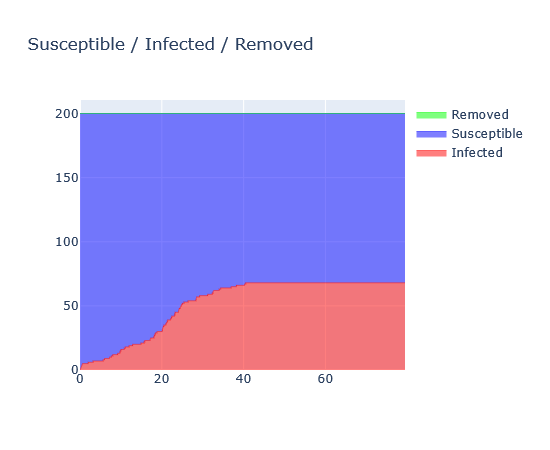 Susceptible / Infected / Removed
200
150
100
50
0
0 20 40 60
Removed
Susceptible
Infected